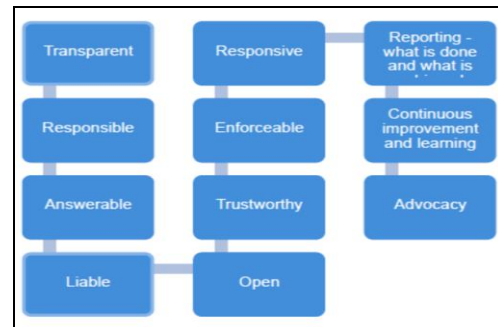 Transparent
Responsible
Answerable
Liable
Open
Trustworthy
Enforceable
Responsive
Reporting -
what is done
and what is
Continuous
improvement
and learning
Advocacy